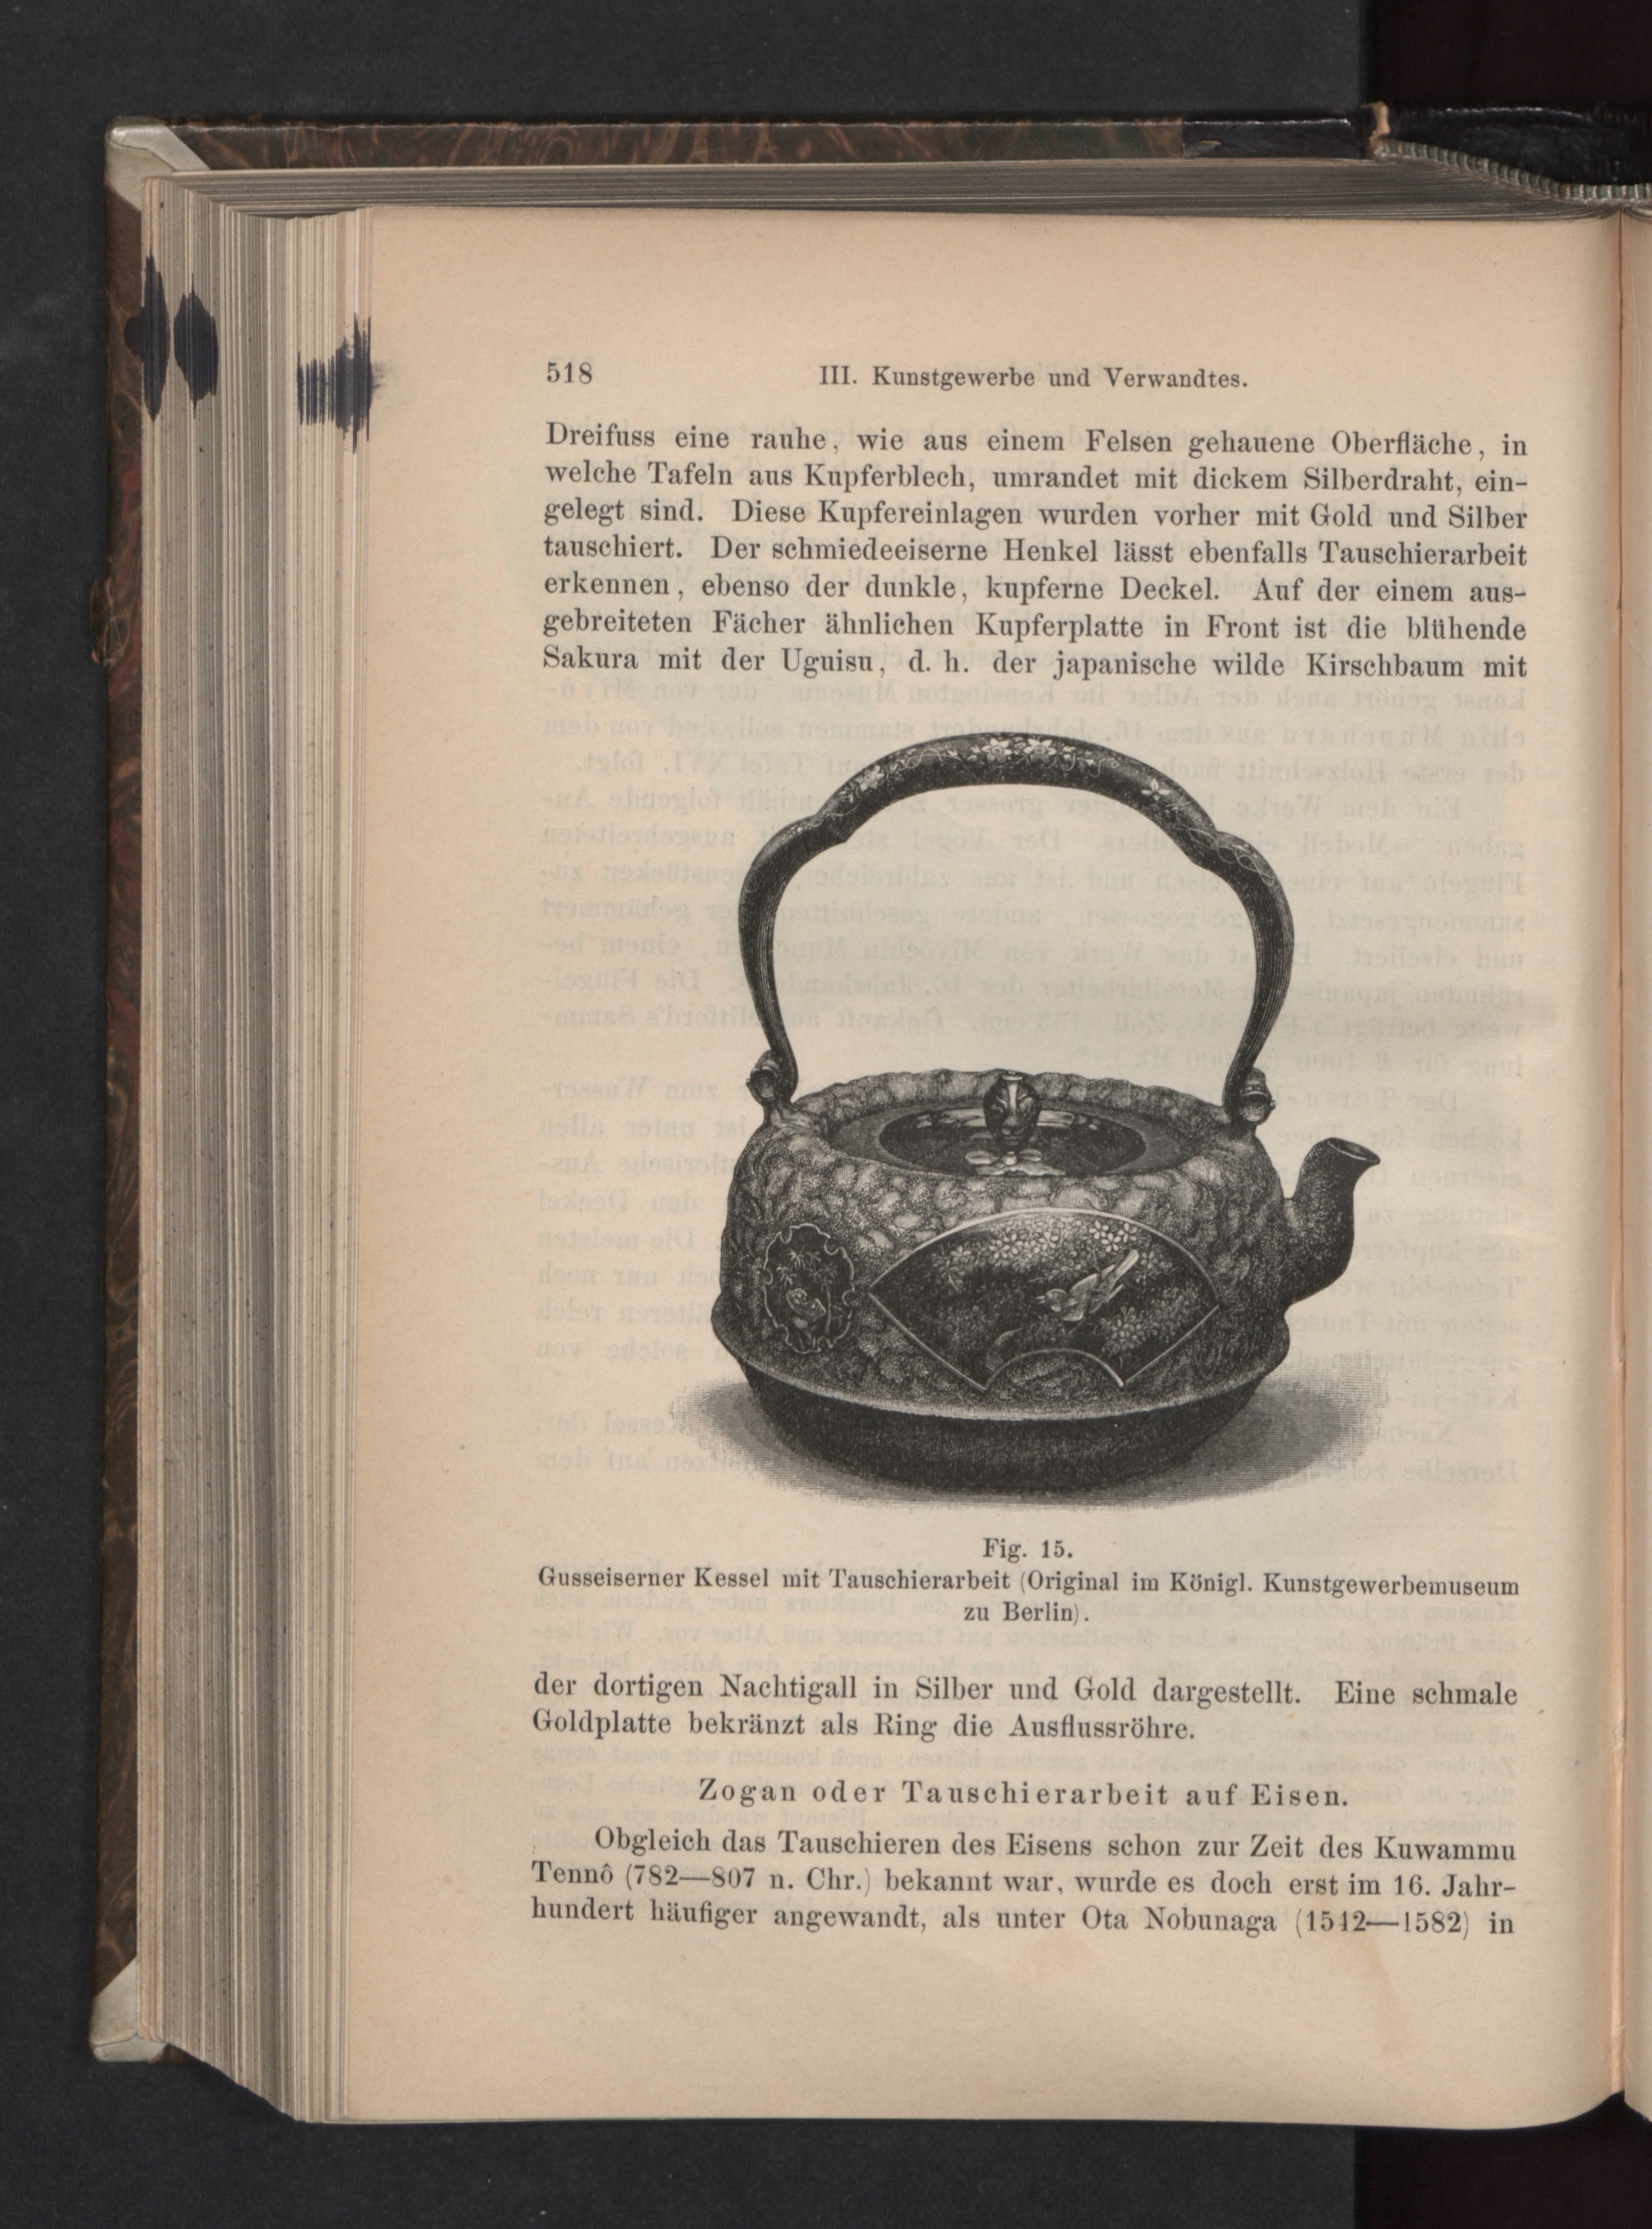 518
III. Kunstgewerbe und Verwandtes.
Dreifuss eine rauhe, wie aus einem Felsen gehauene Oberfläche, in
welche Tafeln aus Kupferblech, umrandet mit dickem Silberdraht, ein-
gelegt sind. Diese Kupfereinlagen wurden vorher mit Gold und Silber
tauschiert. Der schmiedeeiserne Henkel lässt ebenfalls Tauschierarbeit
erkennen, ebenso der dunkle, kupferne Deckel. Auf der einem aus-
gebreiteten Fächer ähnlichen Kupferplatte in Front ist die blühende
Sakura mit der Uguisu, d. h. der japanische wilde Kirschbaum mit
Fig. 15.
Gusseiserner Kessel mit Tauschierarbeit (Original im Königl. Kunstgewerbemuseum
zu Berlin).
der dortigen Nachtigall in Silber und Gold dargestellt. Eine schmale
Goldplatte bekränzt als Ring die Ausflussröhre.
Zogan oder Tauschierarbeit auf Eisen.
Obgleich das Tauschieren des Eisens schon zur Zeit des Kuwammu
Tennô (782—807 n. Chr.) bekannt war, wurde es doch erst im 16. Jahr-
hundert häufiger angewandt, als unter Ota Nobunaga (1542—1582) in